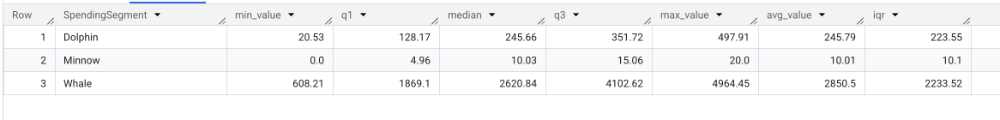 Row SpendingSegment min_value q1 median q3 max_value avg_value iqr
1 Dolphin 20.53 128.17 245.66 351.72 497.91 245.79 223.55
2 Minnow 0.0 4.96 10.03 15.06 20.0 10.01 10.1
3 Whale 608.21 1869.1 2620.84 4102.62 4964.45 2850.5 2233.52